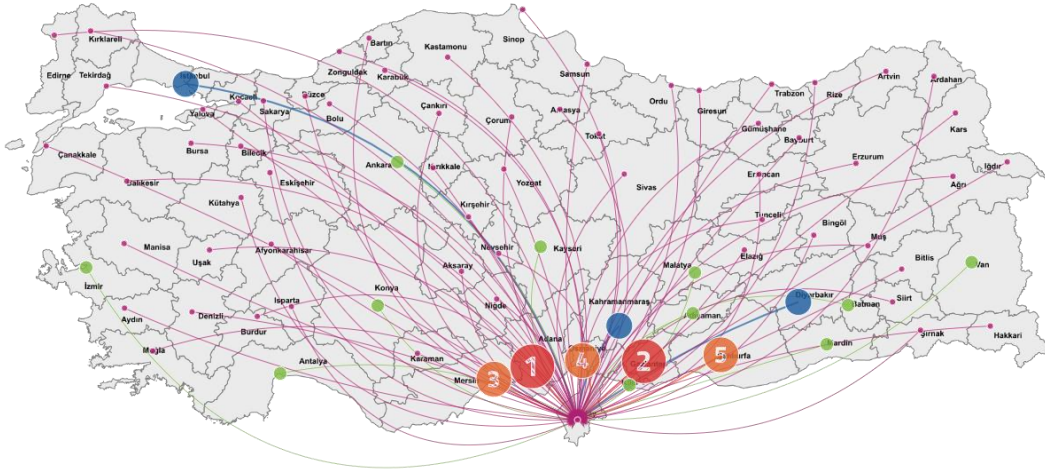 Sinop
Kırklareli
Bartın
Kastamonu
Zonguldak
Karabük
Edirne
Tekirdağ
İstanbul
Samsun
Artvin
Ardahan
Kocaeli
Düzce
Yalova
Sakarya
Bolu
Çankırı
Çorum
Amasya
Tokat
Ordu
Giresun
Trabzon
Rize
Gümüşhane
Bayburt
Kars
Çanakkale
Bursa
Bilecik
Ankara
Kırıkkale
Yozgat
Sivas
Erzincan
Erzurum
Iğdır
Ağrı
Balıkesir
Eskişehir
Kütahya
Kırşehir
Tunceli
Bingöl
Muş
Manisa
Uşak
Afyonkarahisar
Nevşehir
Kayseri
Elazığ
Bitlis
Van
İzmir
Aksaray
Malatya
Konya
Niğde
Kahramanmaraş
Diyarbakır
Batman
Siirt
Aydın
Denizli
Isparta
Burdur
Adıyaman
Şırnak
Hakkari
Muğla
Antalya
Karaman
Adana
Mardin
Mersin
3
1
4
2
5